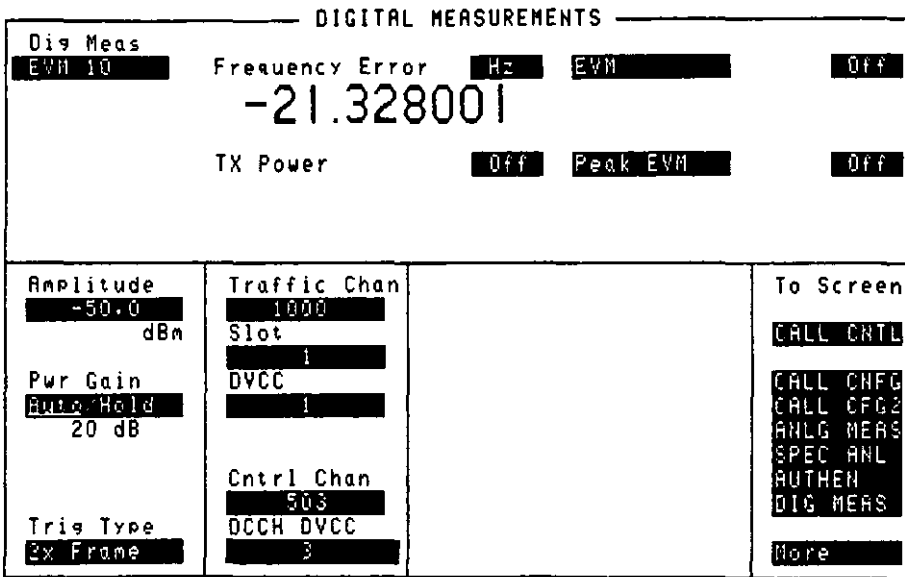 DIGITAL MEASUREMENTS
Dig Meas
EVM 10
Frequency Error Hz
-21.328001
EVM Off
TX Power Off
Peak EVM Off
Amplitude
-50.0
dBm
Pwr Gain
Auto/Hold
20 dB
Trig Type
2x Frame
Traffic Chan
1000
Slot
1
DVCC
1
Cntrl Chan
503
DCCH DVCC
3
To Screen
CALL CNTL
CALL CNFG
CALL CFG2
ANLG MEAS
SPEC ANL
AUTHEN
DIG MEAS
More